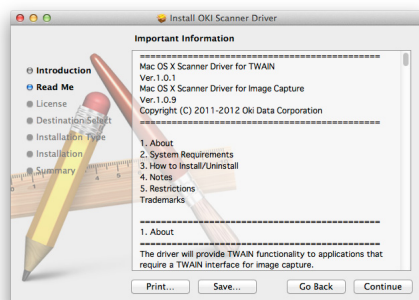 Install OKI Scanner Driver
Important Information
Introduction
Read Me
License
Destination Select
Installation Type
Installation
Summary
==============================================
Mac OS X Scanner Driver for TWAIN
Ver.1.0.1
Mac OS X Scanner Driver for Image Capture
Ver.1.0.9
Copyright (C) 2011-2012 Oki Data Corporation
==============================================
1. About
2. System Requirements
3. How to Install/Uninstall
4. Notes
5. Restrictions
Trademarks
==============================================
1. About
==============================================
The driver will provide TWAIN functionality to applications that
require a TWAIN interface for image capture.
Print...
Save...
Go Back
Continue